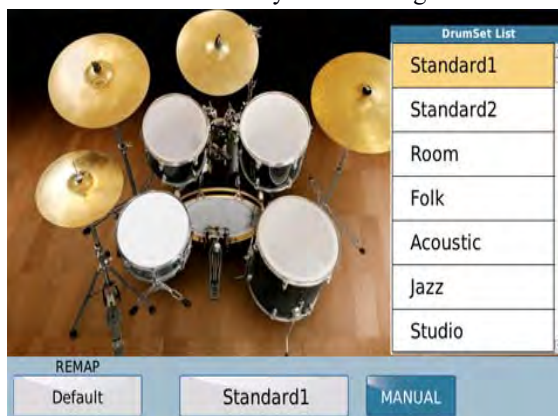 DrumSet List
Standard1
Standard2
Room
Folk
Acoustic
Jazz
Studio
REMAP
Default
Standard1
MANUAL